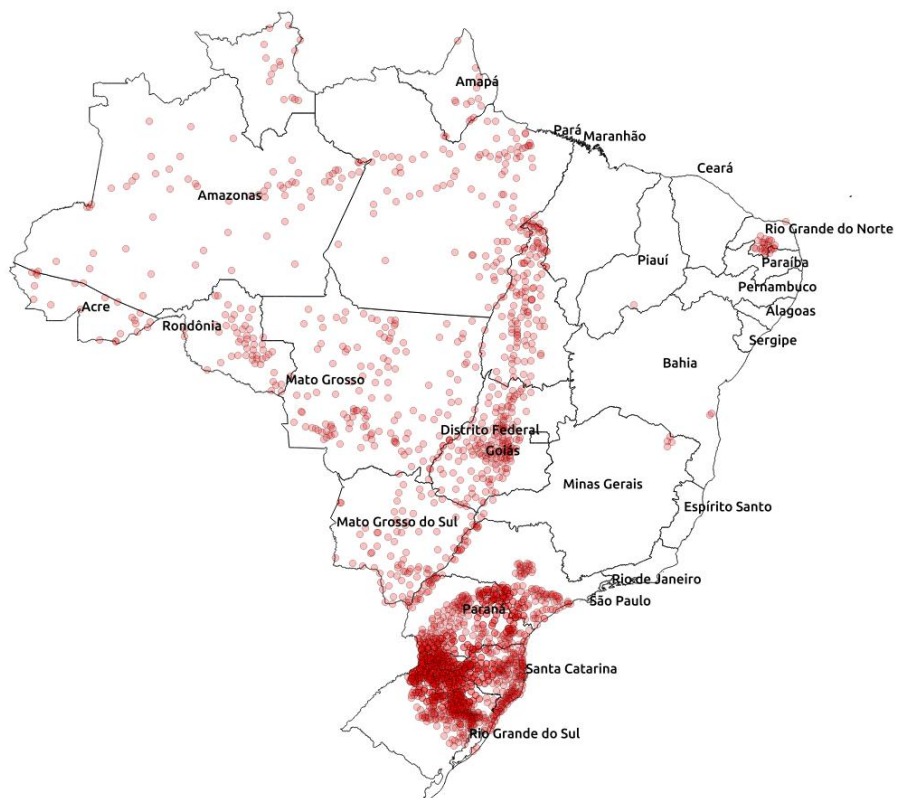 Amapá
Pará
Maranhão
Ceará
Amazonas
Rio Grande do Norte
Piauí
Paraíba
Pernambuco
Acre
Alagoas
Rondônia
Sergipe
Bahia
Mato Grosso
Distrito Federal
Goiás
Minas Gerais
Espírito Santo
Mato Grosso do Sul
Rio de Janeiro
São Paulo
Paraná
Santa Catarina
Rio Grande do Sul